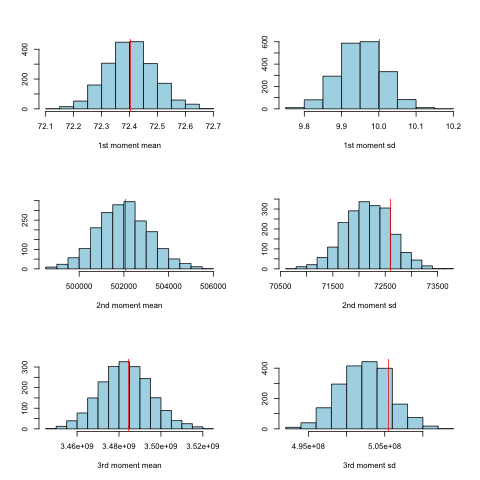 0 200 400
72.1 72.3 72.4 72.5 72.6 72.7
1st moment mean
0 200 400 600
9.8 9.9 10.0 10.1 10.2
1st moment sd
0 100 250
500000 502000 504000 506000
2nd moment mean
0 100 200 300
70500 71500 72500 73500
2nd moment sd
0 100 200 300
3.46e+09 3.48e+09 3.50e+09 3.52e+09
3rd moment mean
0 200 400
4.95e+08 5.05e+08
3rd moment sd